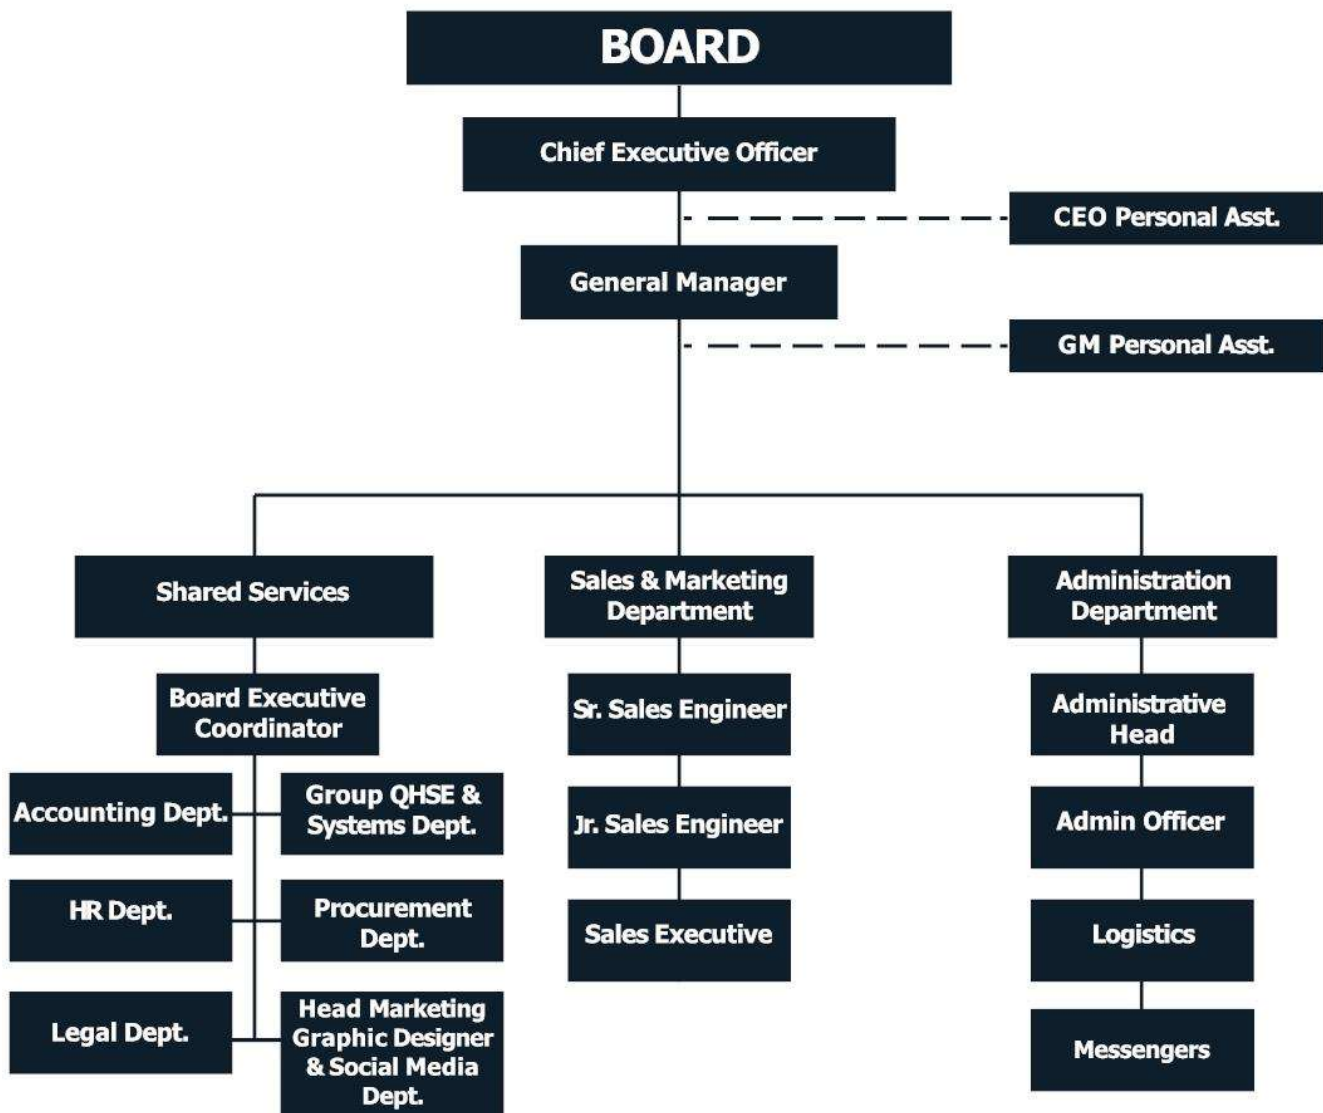 BOARD
Chief Executive Officer
CEO Personal Asst.
General Manager
GM Personal Asst.
Shared Services
Board Executive
Coordinator
Accounting Dept.
Group QHSE &
Systems Dept.
HR Dept.
Procurement
Dept.
Legal Dept.
Head Marketing
Graphic Designer
& Social Media
Dept.
Sales & Marketing
Department
Sr. Sales Engineer
Jr. Sales Engineer
Sales Executive
Administration
Department
Administrative
Head
Admin Officer
Logistics
Messengers